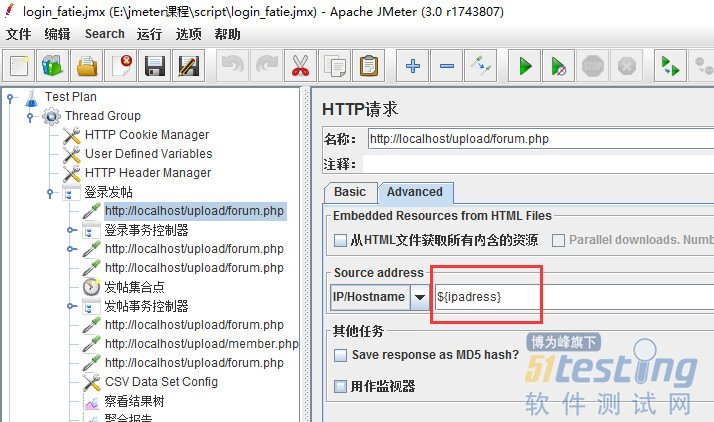 login_fatie.jmx (E:\jmeter课程\script\login_fatie.jmx) - Apache JMeter (3.0 r1743807)
文件 编辑 Search 运行 选项 帮助
STOP
Test Plan
Thread Group
HTTP Cookie Manager
User Defined Variables
HTTP Header Manager
登录发帖
http://localhost/upload/forum.php
登录事务控制器
http://localhost/upload/forum.php
http://localhost/upload/forum.php
发帖集合点
发帖事务控制器
http://localhost/upload/forum.php
http://localhost/upload/member.php
http://localhost/upload/forum.php
CSV Data Set Config
察看结果树
聚合报告
HTTP请求
名称： http://localhost/upload/forum.php
注释：
Basic Advanced
Embedded Resources from HTML Files
从HTML文件获取所有内含的资源 Parallel downloads. Numb
Source address
IP/Hostname ${ipadress}
其他任务
Save response as MD5 hash?
用作监视器
博为峰旗下
51testing
软件测试网